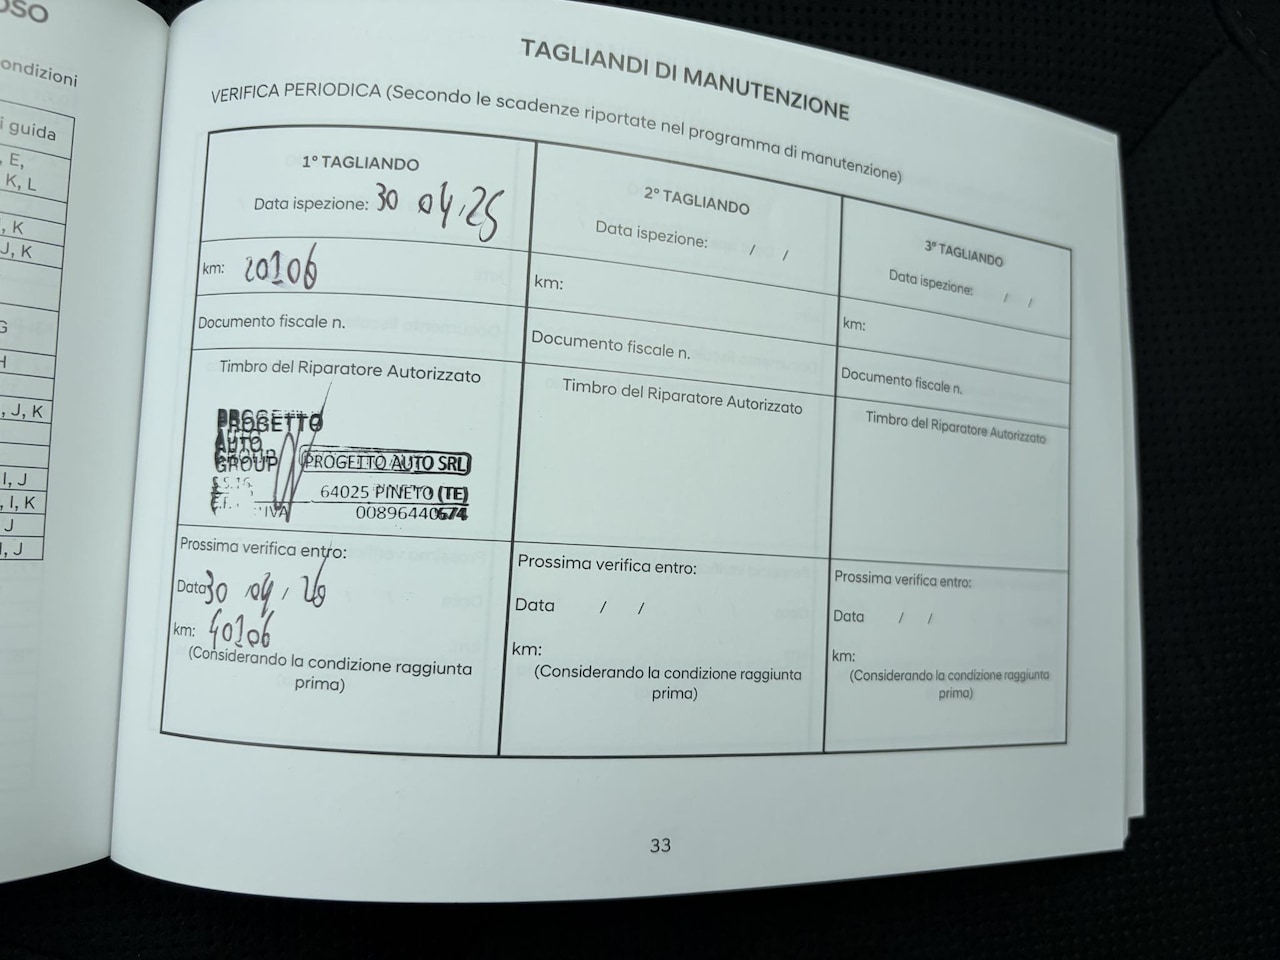 OSO
ondizioni
i guida
, E,
K, L
, K
J, K
G
H
, J, K
I, J
, I, K
J
I, J
TAGLIANDI DI MANUTENZIONE
VERIFICA PERIODICA (Secondo le scadenze riportate nel programma di manutenzione)
1° TAGLIANDO
Data ispezione: 30 04/25
km: 20106
Documento fiscale n.
Timbro del Riparatore Autorizzato
PROGETTO
AUTO
GROUP
PROGETTO AUTO SRL
64025 PINETO (TE)
IVA 00896440674
Prossima verifica entro:
Data 30 04/26
km: 40106
(Considerando la condizione raggiunta
prima)
2° TAGLIANDO
Data ispezione: / /
km:
Documento fiscale n.
Timbro del Riparatore Autorizzato
Prossima verifica entro:
Data / /
km:
(Considerando la condizione raggiunta
prima)
3° TAGLIANDO
Data ispezione: / /
km:
Documento fiscale n.
Timbro del Riparatore Autorizzato
Prossima verifica entro:
Data / /
km:
(Considerando la condizione raggiunta
prima)
33